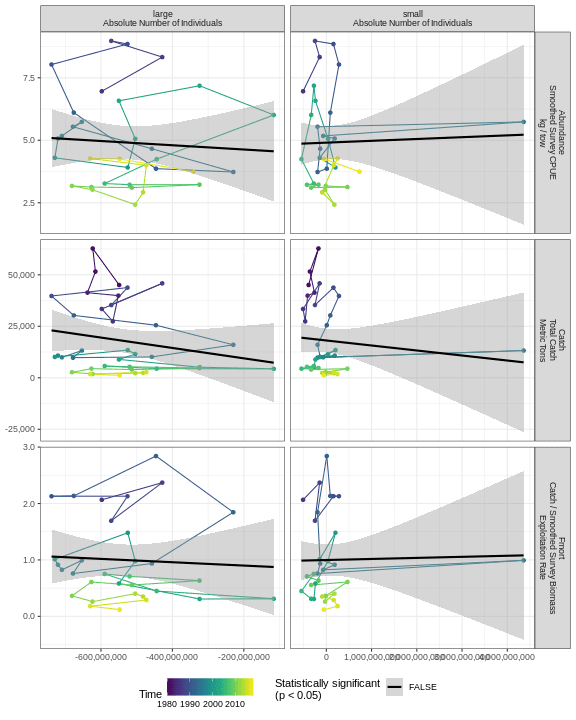 large
Absolute Number of Individuals
small
Absolute Number of Individuals
7.5
5.0
2.5
Abundance
Smoothed Survey CPUE
kg / tow
50,000
25,000
0
-25,000
Catch
Total Catch
Metric Tons
3.0
2.0
1.0
0.0
Fmort
Catch / Smoothed Survey Biomass
Exploitation Rate
-600,000,000
-400,000,000
-200,000,000
0
1,000,000,000
2,000,000,000
3,000,000,000
4,000,000,000
Time
1980 1990 2000 2010
Statistically significant
(p < 0.05)
FALSE